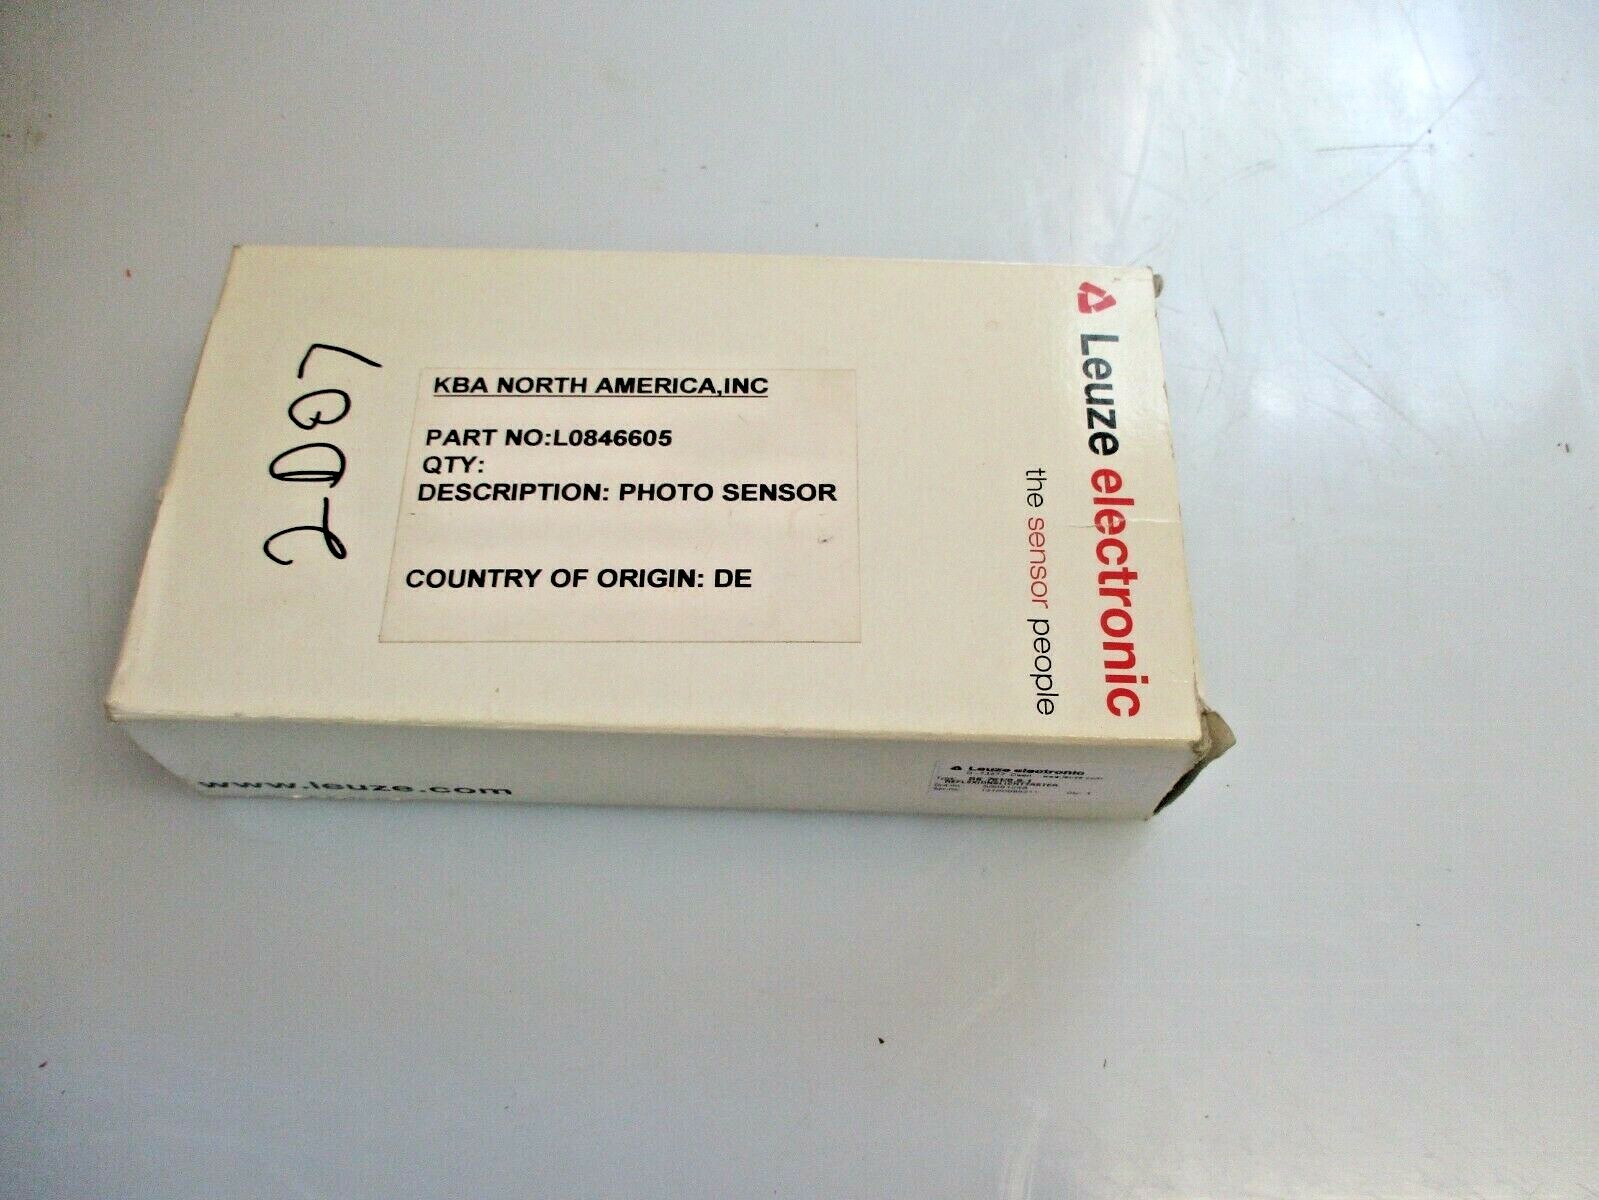 KBA NORTH AMERICA,INC
PART NO:L0846605
QTY:
DESCRIPTION: PHOTO SENSOR
COUNTRY OF ORIGIN: DE
Leuze electronic
the sensor people
www.leuze.com
Leuze electronic